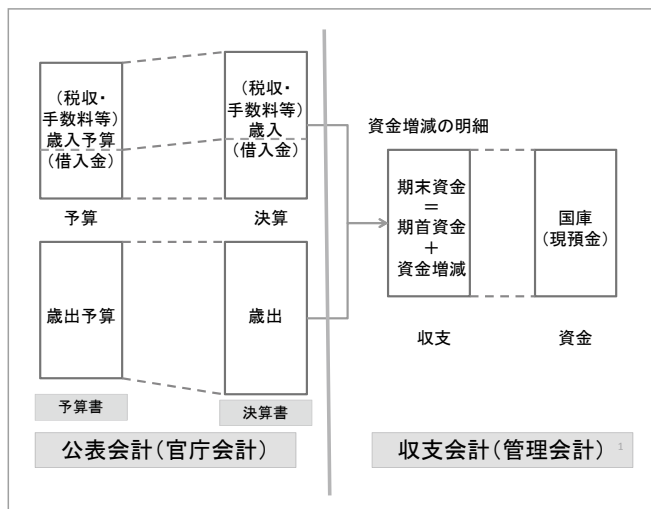 (税収・
手数料等)
歳入予算
(借入金)
予算
(税収・
手数料等)
歳入
(借入金)
決算
歳出予算
予算書
歳出
決算書
公表会計(官庁会計)
資金増減の明細
期末資金
=
期首資金
+
資金増減
収支
国庫
(現預金)
資金
収支会計(管理会計)
1